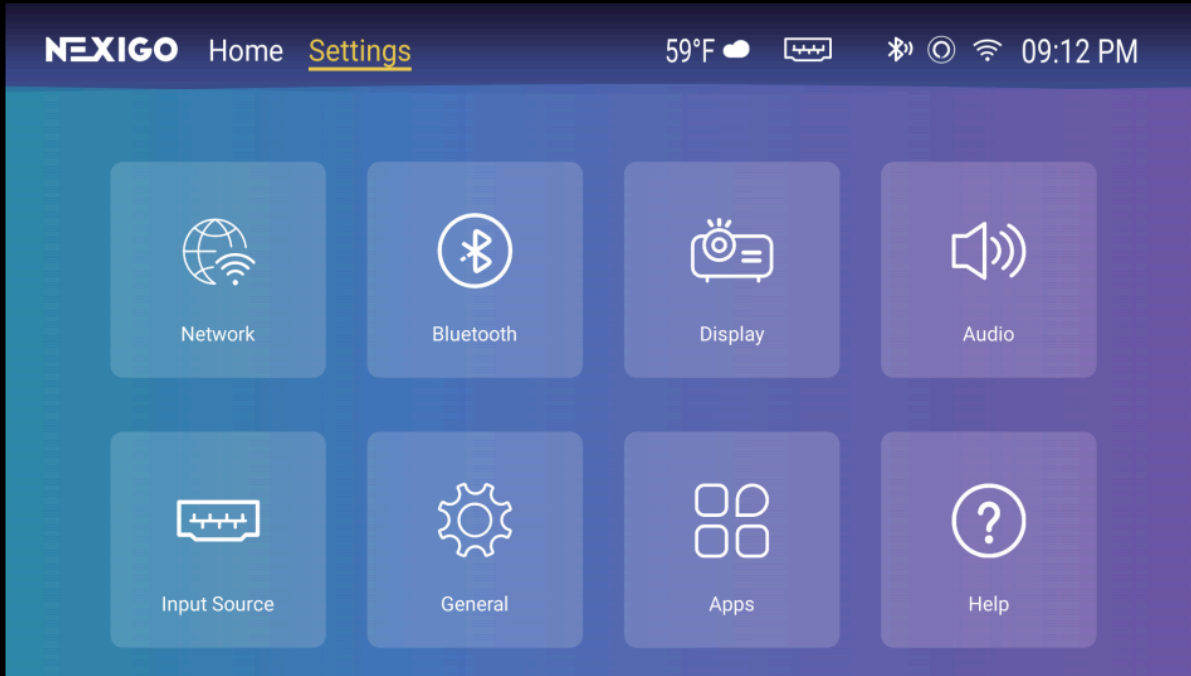 NEXIGO Home Settings 59°F 09:12 PM
Network Bluetooth Display Audio
Input Source General Apps Help